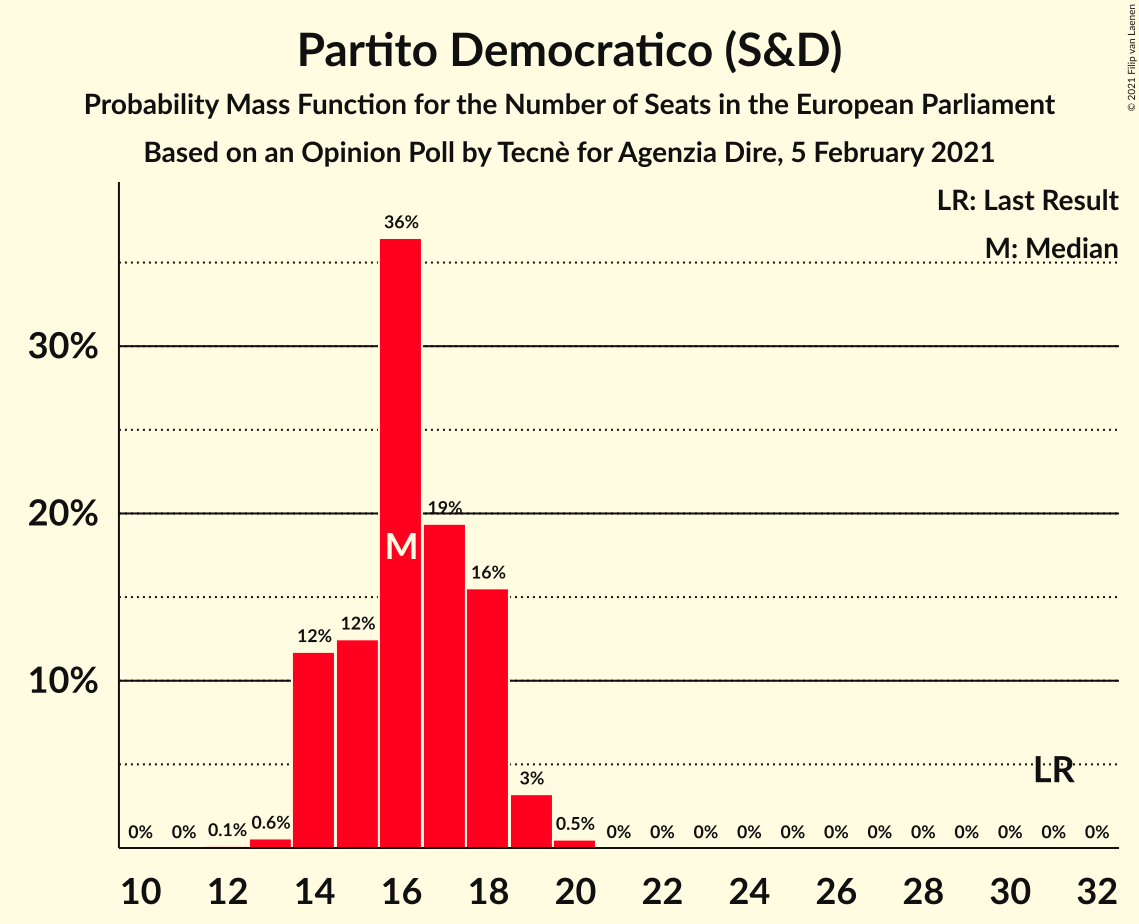 Partito Democratico (S&D)
Probability Mass Function for the Number of Seats in the European Parliament
Based on an Opinion Poll by Tecnè for Agenzia Dire, 5 February 2021
© 2021 Filip van Laenen
LR: Last Result
M: Median
30%
20%
10%
0% 0% 0.1% 0.6% 12% 12% 36% 19% 16% 3% 0.5% 0% 0% 0% 0% 0% 0% 0% 0% 0% 0% 0% 0%
M
LR
10 12 14 16 18 20 22 24 26 28 30 32